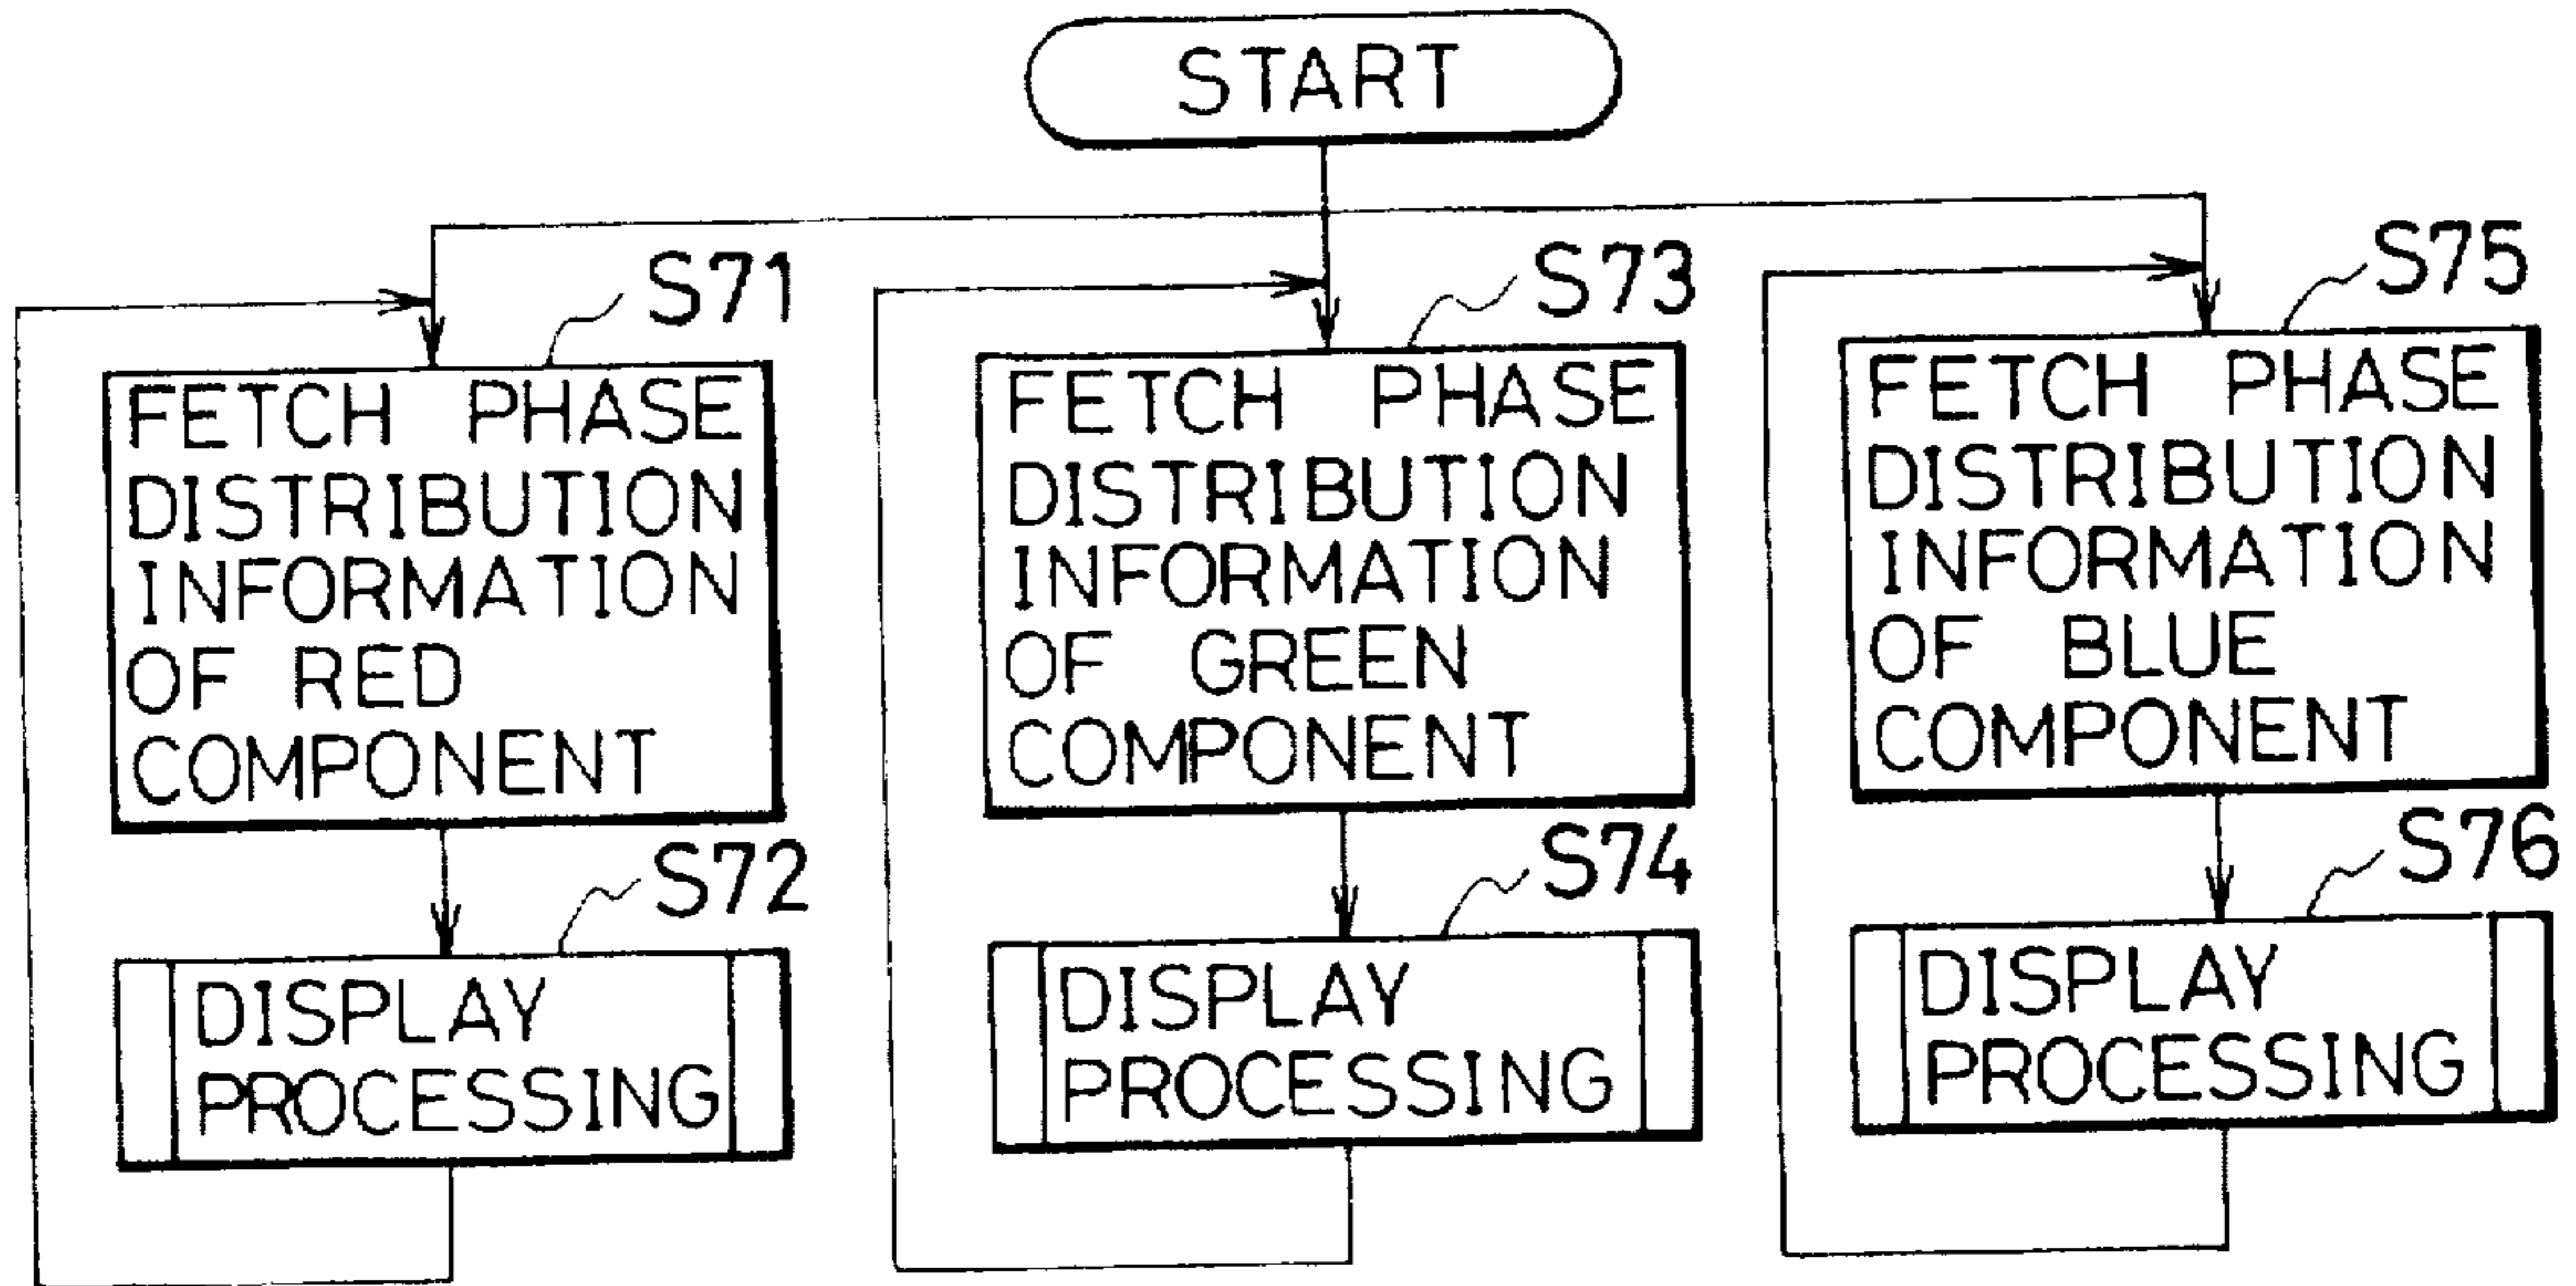 START
S71
FETCH PHASE
DISTRIBUTION
INFORMATION
OF RED
COMPONENT
S72
DISPLAY
PROCESSING
S73
FETCH PHASE
DISTRIBUTION
INFORMATION
OF GREEN
COMPONENT
S74
DISPLAY
PROCESSING
S75
FETCH PHASE
DISTRIBUTION
INFORMATION
OF BLUE
COMPONENT
S76
DISPLAY
PROCESSING